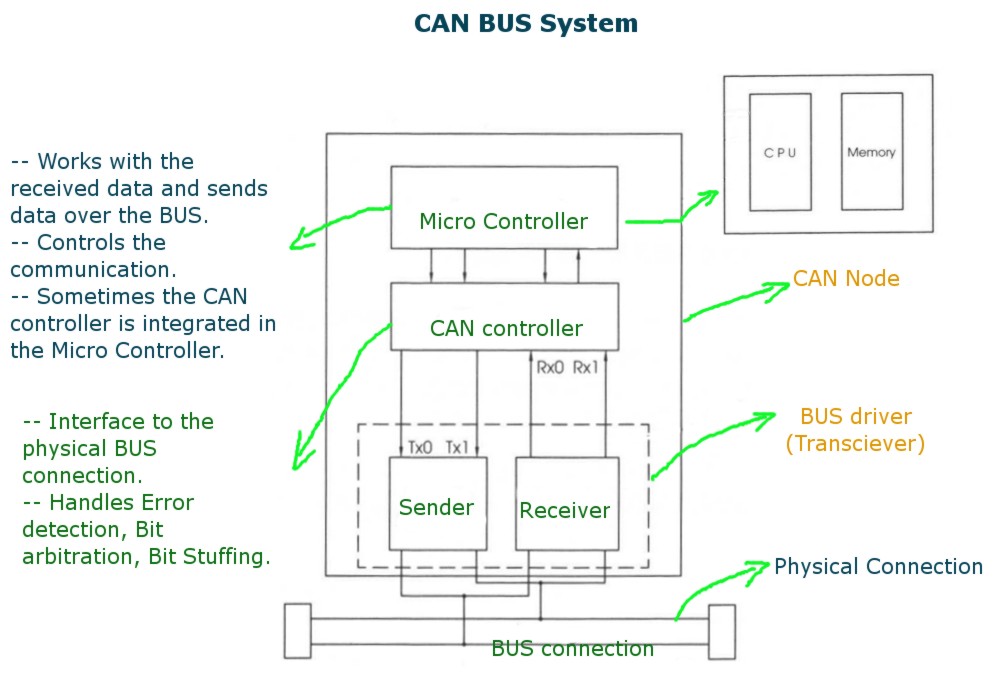 CAN BUS System
CPU
Memory
-- Works with the
received data and sends
data over the BUS.
-- Controls the
communication.
-- Sometimes the CAN
controller is integrated in
the Micro Controller.
Micro Controller
CAN Node
CAN controller
Rx0 Rx1
-- Interface to the
physical BUS
connection.
-- Handles Error
detection, Bit
arbitration, Bit Stuffing.
BUS driver
(Transciever)
Tx0 Tx1
Sender
Receiver
Physical Connection
BUS connection